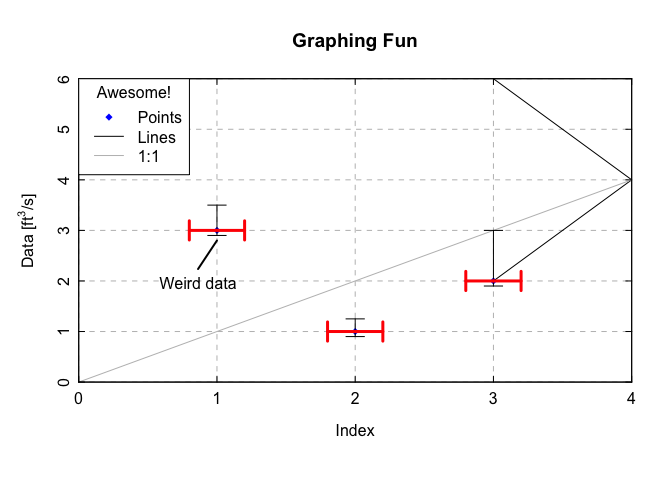 Graphing Fun
Awesome!
Points
Lines
1:1
Weird data
Data [ft³/s]
0
1
2
3
4
5
6
0
1
2
3
4
Index